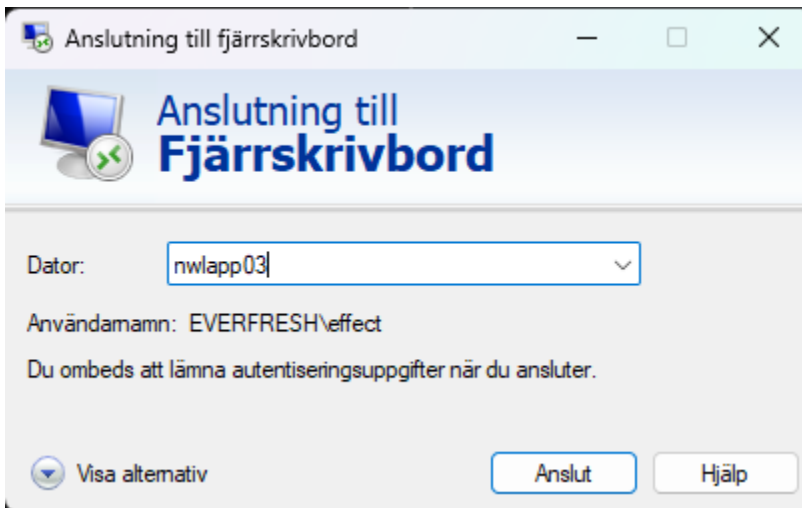 Anslutning till fjärrskrivbord
Anslutning till
Fjärrskrivbord
Dator: nwlapp03
Användarnamn: EVERFRESH\effect
Du ombeds att lämna autentiseringsuppgifter när du ansluter.
Visa alternativ Anslut Hjälp